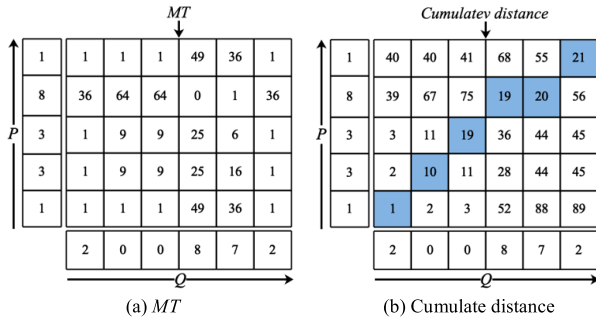 MT
Cumulatev distance
1 1 1 1 49 36 1
8 36 64 64 0 1 36
3 1 9 9 25 6 1
3 1 9 9 25 16 1
1 1 1 1 49 36 1
2 0 0 8 7 2
P
Q
1 40 40 41 68 55 21
8 39 67 75 19 20 56
3 3 11 19 36 44 45
3 2 10 11 28 44 45
1 1 2 3 52 88 89
2 0 0 8 7 2
P
Q
(a) MT
(b) Cumulate distance